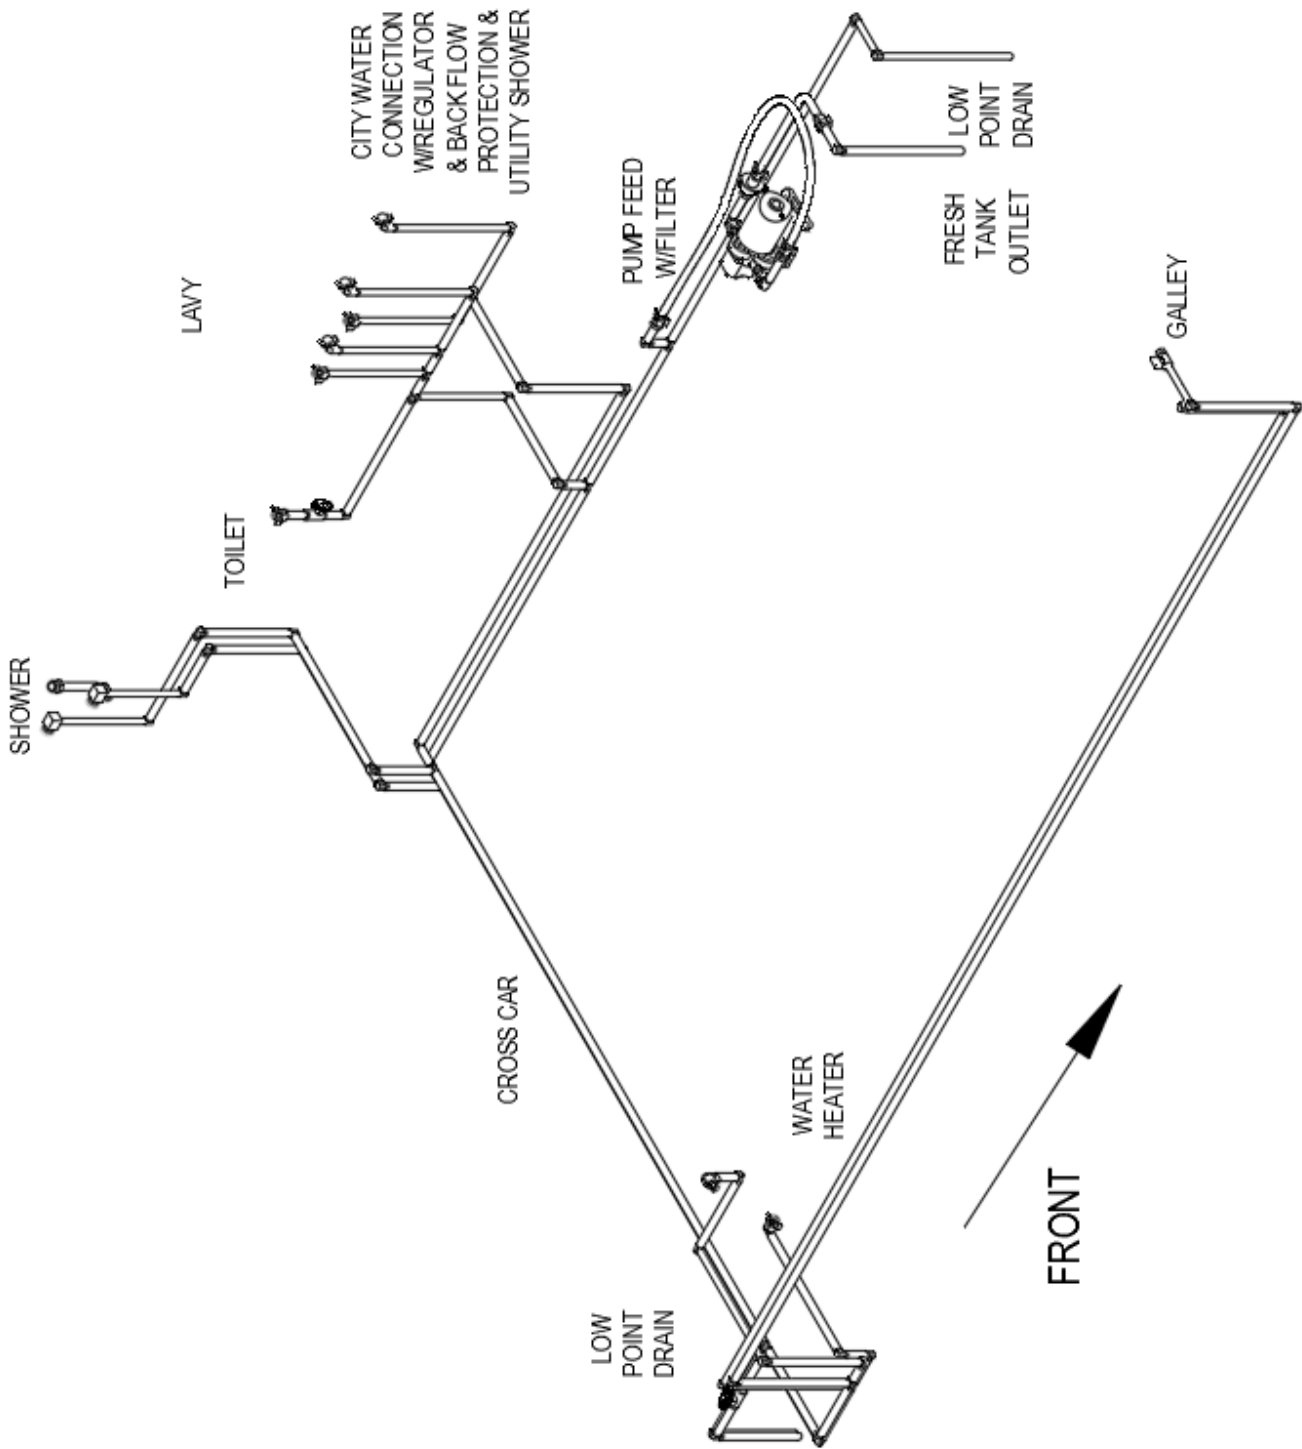 SHOWER
TOILET
LAVY
CITY WATER
CONNECTION
W/REGULATOR
& BACK FLOW
PROTECTION &
UTILITY SHOWER
PUMP FEED
W/FILTER
LOW
POINT
DRAIN
FRESH
TANK
OUTLET
GALLEY
CROSS CAR
WATER
HEATER
LOW
POINT
DRAIN
FRONT